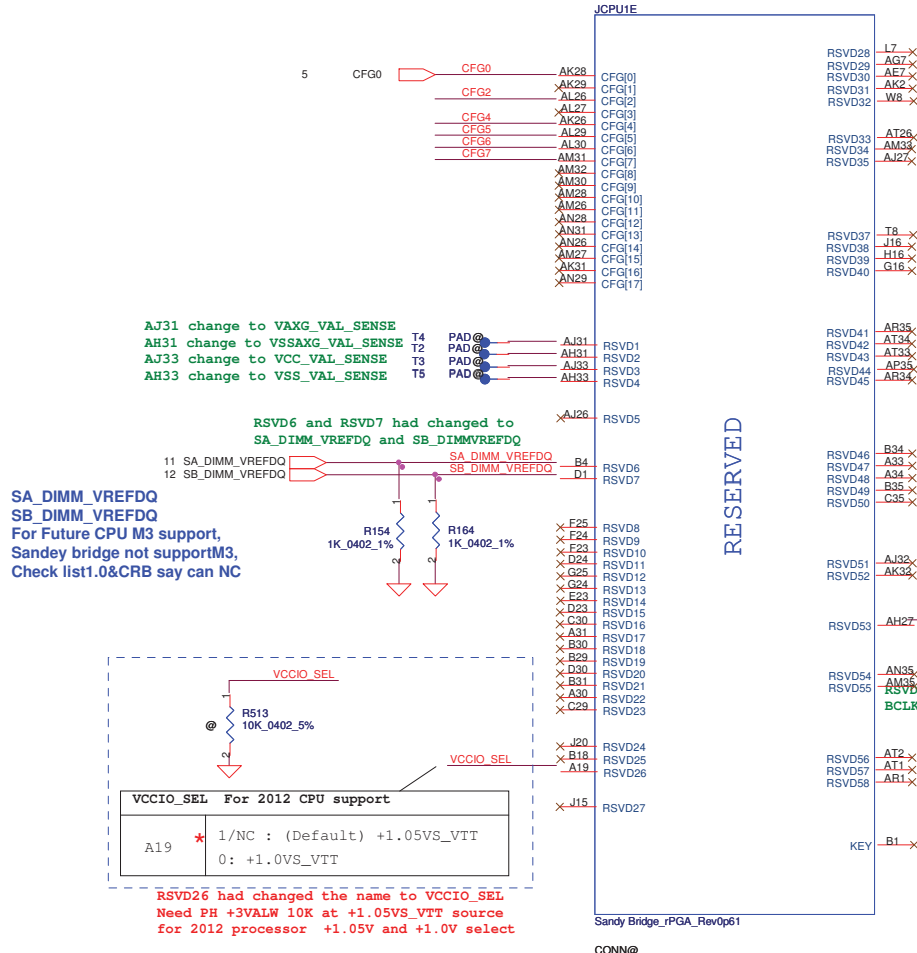 JCPU1E
5 CFG0 CFG0 AK28 CFG[0]
AK29 CFG[1]
CFG2 AL26 CFG[2]
AL27 CFG[3]
CFG4 AK26 CFG[4]
CFG5 AL29 CFG[5]
CFG6 AL30 CFG[6]
CFG7 AM31 CFG[7]
AM32 CFG[8]
AM30 CFG[9]
AM28 CFG[10]
AM26 CFG[11]
AN28 CFG[12]
AN31 CFG[13]
AN26 CFG[14]
AM27 CFG[15]
AK31 CFG[16]
AN29 CFG[17]
AJ31 change to VAXG_VAL_SENSE
AH31 change to VSSAXG_VAL_SENSE
AJ33 change to VCC_VAL_SENSE
AH33 change to VSS_VAL_SENSE
T4 PAD@ AJ31 RSVD1
T2 PAD@ AH31 RSVD2
T3 PAD@ AJ33 RSVD3
T5 PAD@ AH33 RSVD4
AJ26 RSVD5
RSVD6 and RSVD7 had changed to
SA_DIMM_VREFDQ and SB_DIMMVREFDQ
11 SA_DIMM_VREFDQ SA_DIMM_VREFDQ B4 RSVD6
12 SB_DIMM_VREFDQ SB_DIMM_VREFDQ D1 RSVD7
SA_DIMM_VREFDQ
SB_DIMM_VREFDQ
For Future CPU M3 support,
Sandey bridge not supportM3,
Check list1.0&CRB say can NC
1 R154 2
1K_0402_1%
1 R164 2
1K_0402_1%
F25 RSVD8
F24 RSVD9
F23 RSVD10
D24 RSVD11
G25 RSVD12
G24 RSVD13
E23 RSVD14
D23 RSVD15
C30 RSVD16
A31 RSVD17
B30 RSVD18
B29 RSVD19
D30 RSVD20
B31 RSVD21
A30 RSVD22
C29 RSVD23
J20 RSVD24
B18 RSVD25
VCCIO_SEL A19 RSVD26
J15 RSVD27
VCCIO_SEL
1 R513 2
@ 10K_0402_5%
VCCIO_SEL For 2012 CPU support
A19 * 1/NC : (Default) +1.05VS_VTT
0: +1.0VS_VTT
RSVD26 had changed the name to VCCIO_SEL
Need PH +3VALW 10K at +1.05VS_VTT source
for 2012 processor +1.05V and +1.0V select
RESERVED
RSVD28 L7
RSVD29 AG7
RSVD30 AE7
RSVD31 AK2
RSVD32 W8
RSVD33 AT26
RSVD34 AM33
RSVD35 AJ27
RSVD37 T8
RSVD38 J16
RSVD39 H16
RSVD40 G16
RSVD41 AR35
RSVD42 AT34
RSVD43 AT33
RSVD44 AP35
RSVD45 AR34
RSVD46 B34
RSVD47 A33
RSVD48 A34
RSVD49 B35
RSVD50 C35
RSVD51 AJ32
RSVD52 AK32
RSVD53 AH27
RSVD54 AN35
RSVD55 AM35
RSVD
BCLK
RSVD56 AT2
RSVD57 AT1
RSVD58 AR1
KEY B1
Sandy Bridge_rPGA_Rev0p61
CONN@